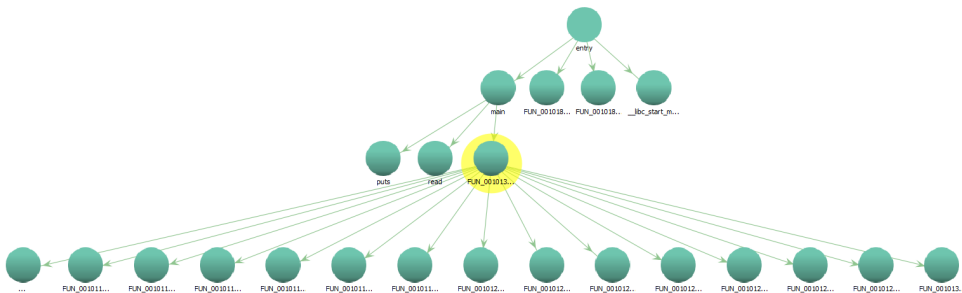 entry
main
FUN_001018...
FUN_001018..
__libc_start_m...
puts
read
FUN_001013...
...
FUN_001011...
FUN_001011...
FUN_001011...
FUN_001011..
FUN_001011...
FUN_001011...
FUN_001012...
FUN_001012...
FUN_001012..
FUN_001012...
FUN_001012...
FUN_001012...
FUN_001012...
FUN_001013...